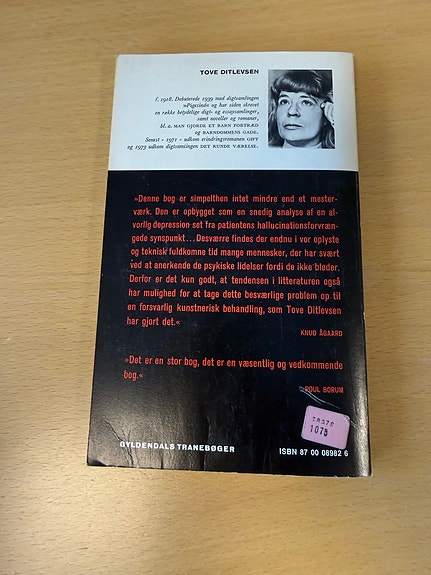 TOVE DITLEVSEN
f. 1918. Debuterede 1939 med digtsamlingen
»Pigesind« og har siden skrevet
en række betydelige digt- og essaysamlinger,
samt noveller og romaner,
bl. a. MAN GJORDE ET BARN FORTRÆD
og BARNDOMMENS GADE.
Senest - 1971 - udkom erindringsromanen GIFT
og 1973 udkom digtsamlingen DET RUNDE VÆRELSE.
»Denne bog er simpelthen intet mindre end et mester-
værk. Den er opbygget som en snedig analyse af en al-
vorlig depression set fra patientens hallucinationsforvræn-
gede synspunkt... Desværre findes der endnu i vor oplyste
og teknisk fuldkomne tid mange mennesker, der har svært
ved at anerkende de psykiske lidelser fordi de ikke bløder.
Derfor er det kun godt, at tendensen i litteraturen også
har mulighed for at tage dette besværlige problem op til
en forsvarlig kunstnerisk behandling, som Tove Ditlevsen
har gjort det.«
KNUD ÅGAARD
»Det er en stor bog, det er en væsentlig og vedkommende
bog.«
POUL BORUM
1075
GYLDENDALS TRANEBØGER
ISBN 87 00 08982 6